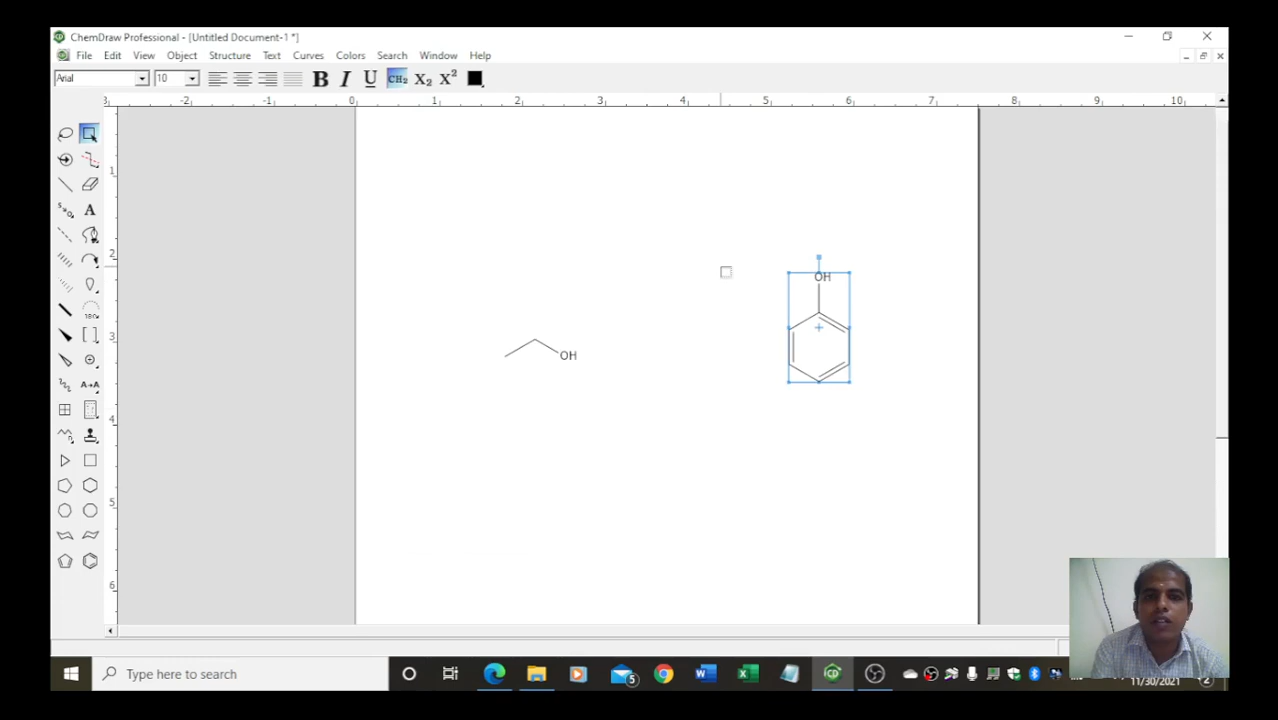 ChemDraw Professional - [Untitled Document-1 *]
File Edit View Object Structure Text Curves Colors Search Window Help
Arial 10 B I U CH2 X2 X2
-2 -1 0 1 2 3 4 5 6 7 8 9 10
1
2
3
4
5
6
OH
OH
A
A→A
Type here to search
5
11/30/2021
2